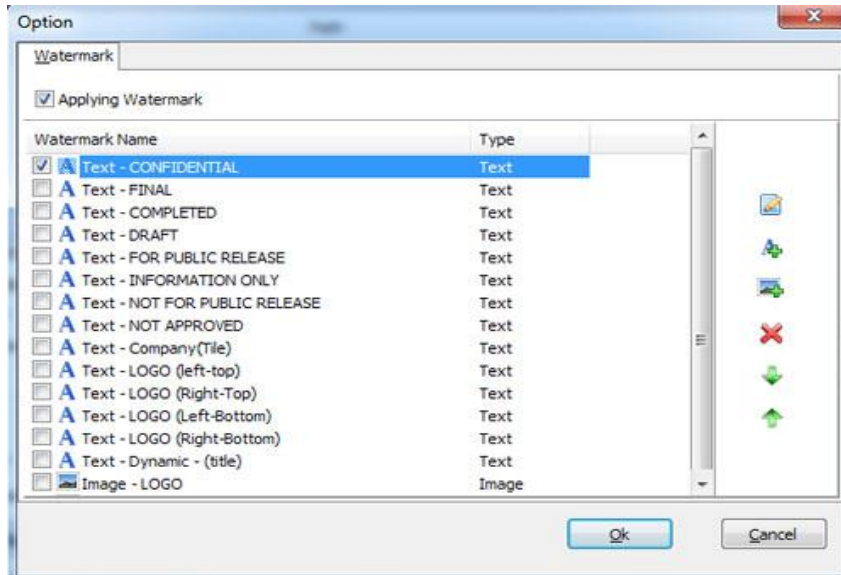 Option
Watermark
Applying Watermark
Watermark Name Type
Text - CONFIDENTIAL Text
Text - FINAL Text
Text - COMPLETED Text
Text - DRAFT Text
Text - FOR PUBLIC RELEASE Text
Text - INFORMATION ONLY Text
Text - NOT FOR PUBLIC RELEASE Text
Text - NOT APPROVED Text
Text - Company(Tile) Text
Text - LOGO (left-top) Text
Text - LOGO (Right-Top) Text
Text - LOGO (Left-Bottom) Text
Text - LOGO (Right-Bottom) Text
Text - Dynamic - (title) Text
Image - LOGO Image
Ok Cancel